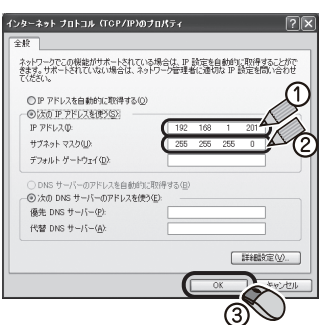 インターネット プロトコル (TCP/IP)のプロパティ
全般
ネットワークでこの機能がサポートされている場合は、IP 設定を自動的に取得することがで
きます。サポートされていない場合は、ネットワーク管理者に適切な IP 設定を問い合わせ
てください。
IP アドレスを自動的に取得する(O)
次の IP アドレスを使う(S):
IP アドレス(I): 192 168 1 201
①
サブネット マスク(U): 255 255 255 0
②
デフォルト ゲートウェイ(D):
DNS サーバーのアドレスを自動的に取得する(B)
次の DNS サーバーのアドレスを使う(E):
優先 DNS サーバー(P):
代替 DNS サーバー(A):
詳細設定(V)...
OK キャンセル
③